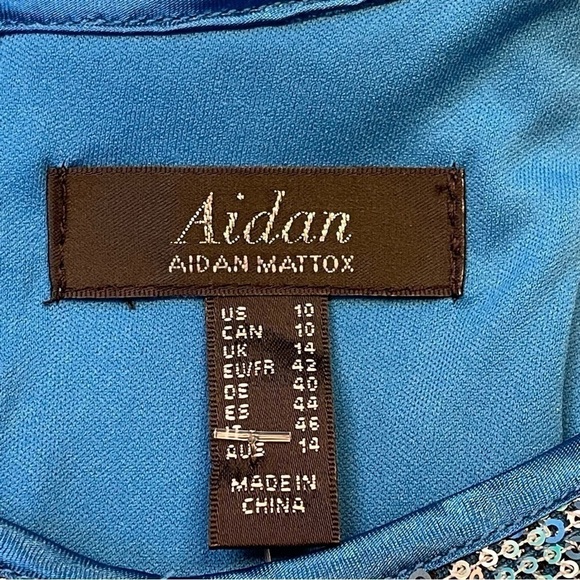 Aidan
AIDAN MATTOX
US 10
CAN 10
UK 14
EU/FR 42
DE 40
ES 44
IT 46
AUS 14
MADE IN
CHINA